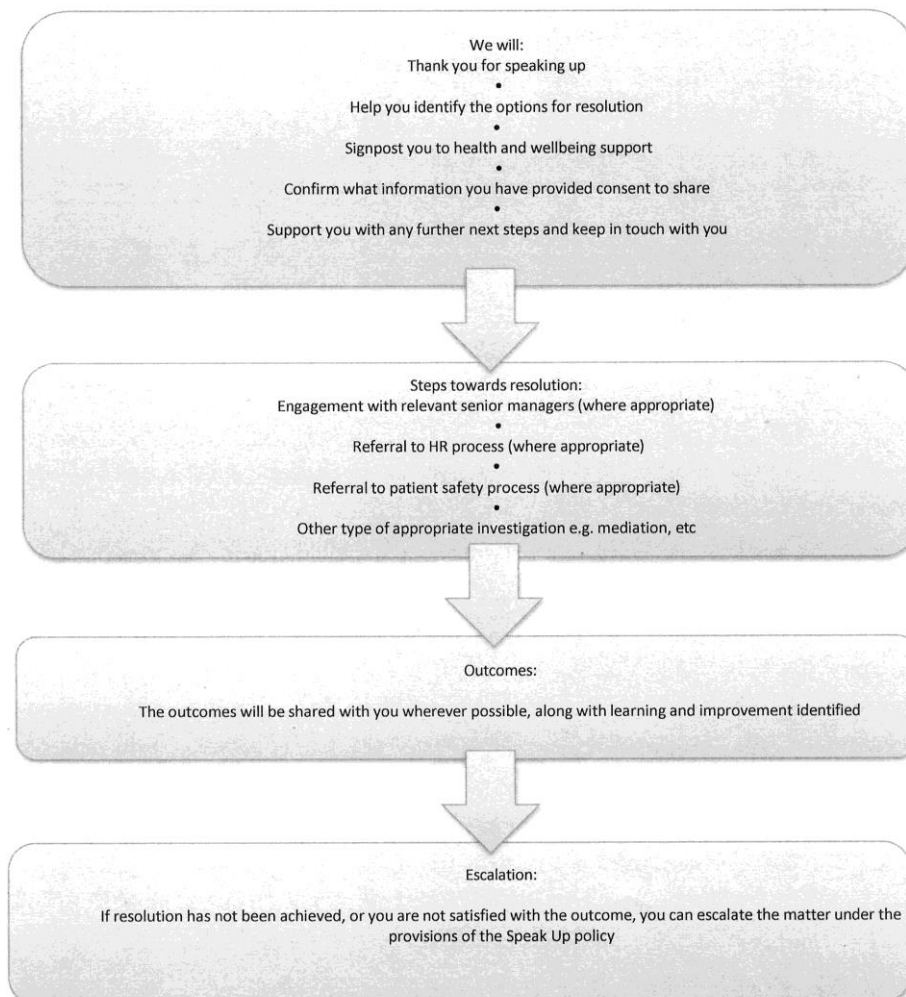 We will:
Thank you for speaking up
•
Help you identify the options for resolution
•
Signpost you to health and wellbeing support
•
Confirm what information you have provided consent to share
•
Support you with any further next steps and keep in touch with you
Steps towards resolution:
Engagement with relevant senior managers (where appropriate)
•
Referral to HR process (where appropriate)
•
Referral to patient safety process (where appropriate)
•
Other type of appropriate investigation e.g. mediation, etc
Outcomes:
The outcomes will be shared with you wherever possible, along with learning and improvement identified
Escalation:
If resolution has not been achieved, or you are not satisfied with the outcome, you can escalate the matter under the
provisions of the Speak Up policy